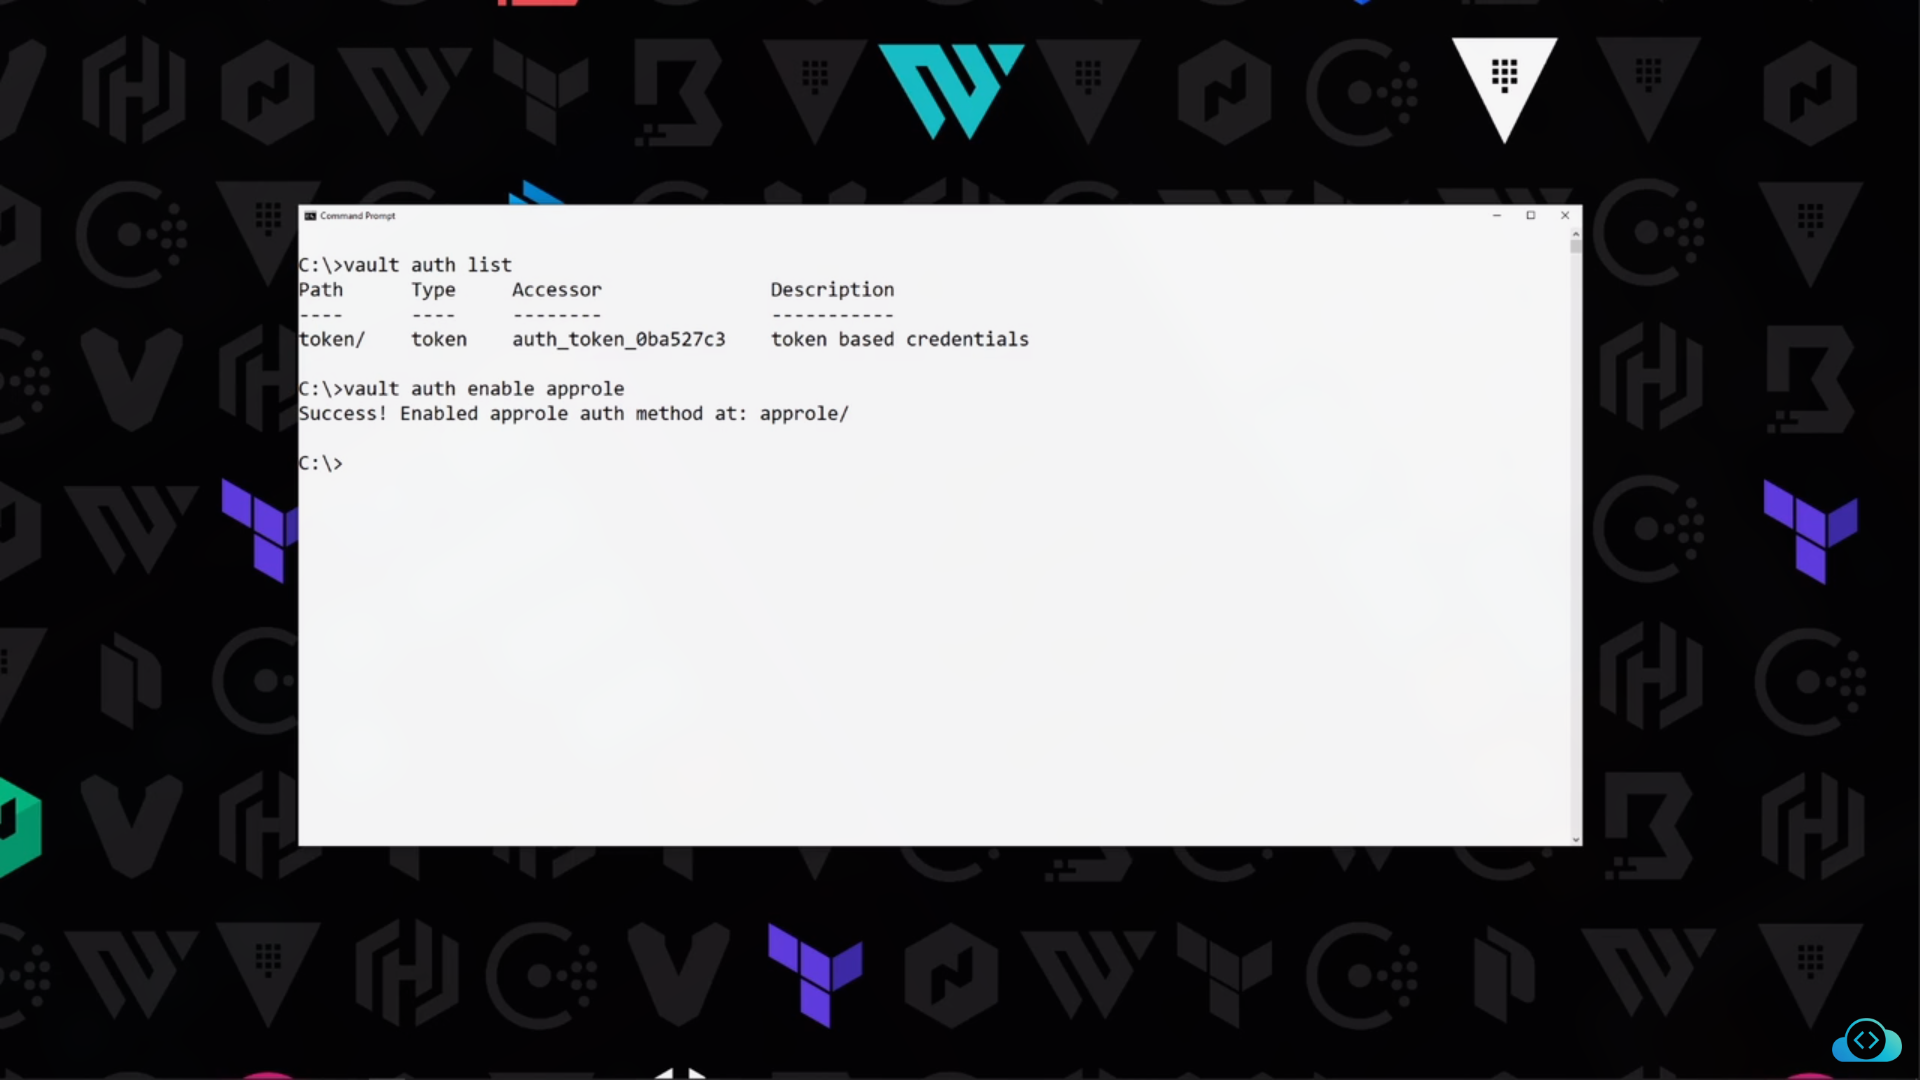 Command Prompt
C:\>vault auth list
Path      Type     Accessor               Description
----      ----     --------               -----------
token/    token    auth_token_0ba527c3    token based credentials
C:\>vault auth enable approle
Success! Enabled approle auth method at: approle/
C:\>